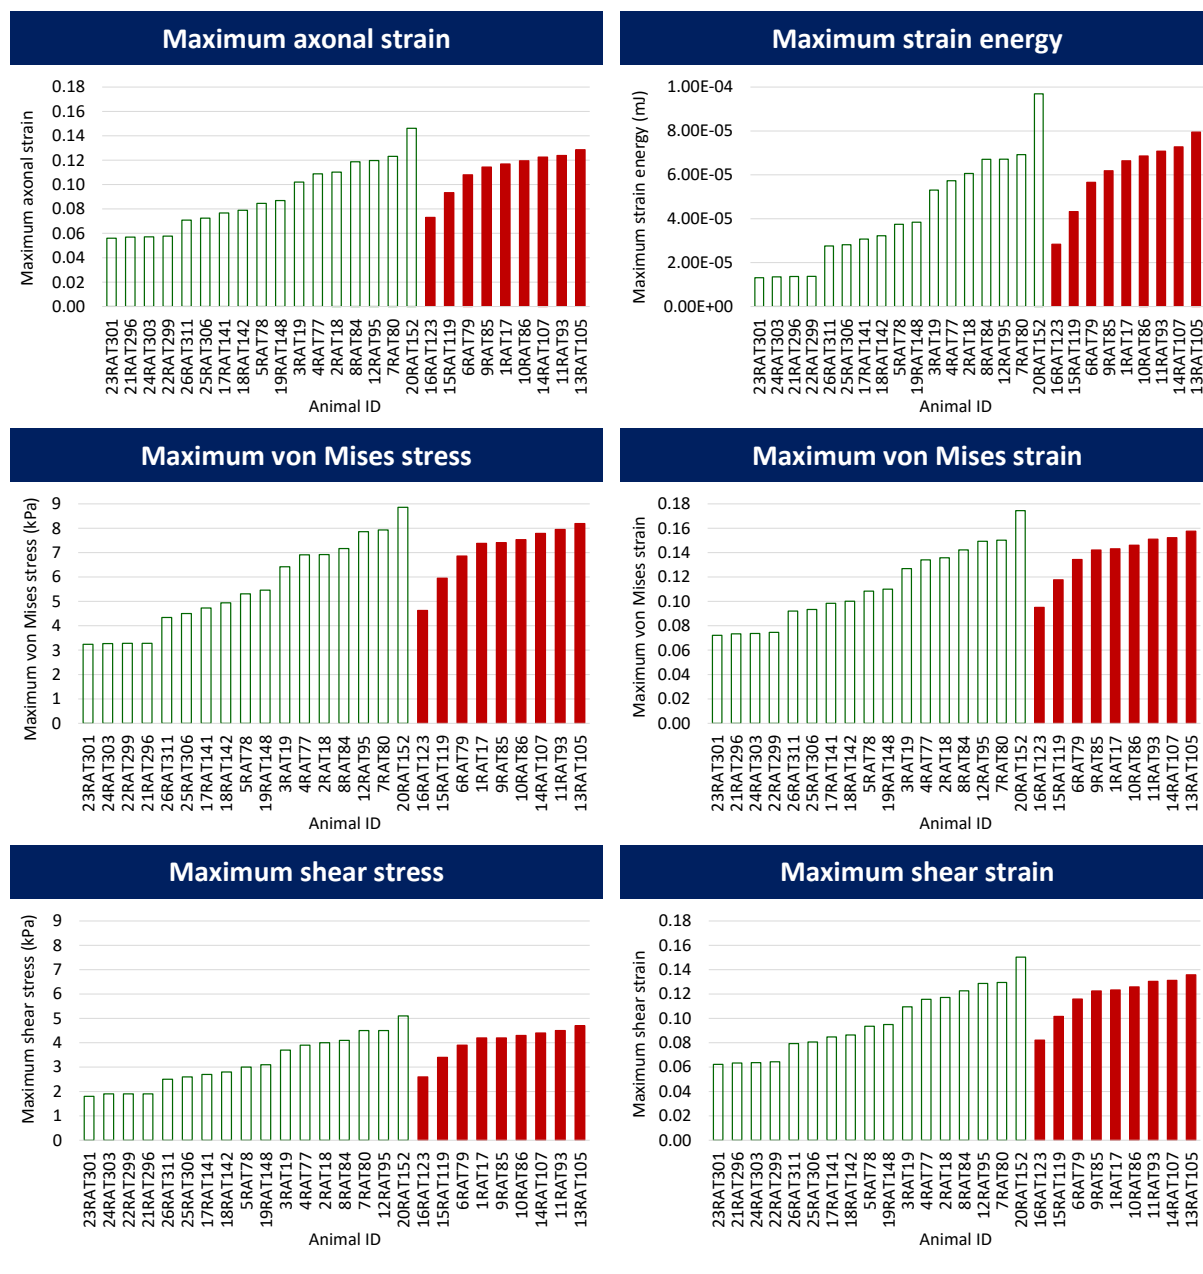 Maximum axonal strain
Maximum axonal strain
0.18
0.16
0.14
0.12
0.10
0.08
0.06
0.04
0.02
0.00
23RAT301
21RAT296
24RAT303
22RAT299
26RAT311
25RAT306
17RAT141
18RAT142
5RAT78
19RAT148
3RAT19
4RAT77
2RAT18
8RAT84
12RAT95
7RAT80
20RAT152
16RAT123
15RAT119
6RAT79
9RAT85
1RAT17
10RAT86
14RAT107
11RAT93
13RAT105
Animal ID
Maximum strain energy
Maximum strain energy (mJ)
1.00E-04
8.00E-05
6.00E-05
4.00E-05
2.00E-05
0.00E+00
23RAT301
24RAT303
21RAT296
22RAT299
26RAT311
25RAT306
17RAT141
18RAT142
5RAT78
19RAT148
3RAT19
4RAT77
2RAT18
8RAT84
12RAT95
7RAT80
20RAT152
16RAT123
15RAT119
6RAT79
9RAT85
1RAT17
10RAT86
11RAT93
14RAT107
13RAT105
Animal ID
Maximum von Mises stress
Maximum von Mises stress (kPa)
9
8
7
6
5
4
3
2
1
0
23RAT301
24RAT303
22RAT299
21RAT296
26RAT311
25RAT306
17RAT141
18RAT142
5RAT78
19RAT148
3RAT19
4RAT77
2RAT18
8RAT84
12RAT95
7RAT80
20RAT152
16RAT123
15RAT119
6RAT79
1RAT17
9RAT85
10RAT86
14RAT107
11RAT93
13RAT105
Animal ID
Maximum von Mises strain
Maximum von Mises strain
0.18
0.16
0.14
0.12
0.10
0.08
0.06
0.04
0.02
0.00
23RAT301
21RAT296
24RAT303
22RAT299
26RAT311
25RAT306
17RAT141
18RAT142
5RAT78
19RAT148
3RAT19
4RAT77
2RAT18
8RAT84
12RAT95
7RAT80
20RAT152
16RAT123
15RAT119
6RAT79
9RAT85
1RAT17
10RAT86
11RAT93
14RAT107
13RAT105
Animal ID
Maximum shear stress
Maximum shear stress (kPa)
9
8
7
6
5
4
3
2
1
0
23RAT301
24RAT303
22RAT299
21RAT296
26RAT311
25RAT306
17RAT141
18RAT142
5RAT78
19RAT148
3RAT19
4RAT77
2RAT18
8RAT84
7RAT80
12RAT95
20RAT152
16RAT123
15RAT119
6RAT79
1RAT17
9RAT85
10RAT86
14RAT107
11RAT93
13RAT105
Animal ID
Maximum shear strain
Maximum shear strain
0.18
0.16
0.14
0.12
0.10
0.08
0.06
0.04
0.02
0.00
23RAT301
21RAT296
24RAT303
22RAT299
26RAT311
25RAT306
17RAT141
18RAT142
5RAT78
19RAT148
3RAT19
4RAT77
2RAT18
8RAT84
12RAT95
7RAT80
20RAT152
16RAT123
15RAT119
6RAT79
9RAT85
1RAT17
10RAT86
11RAT93
14RAT107
13RAT105
Animal ID